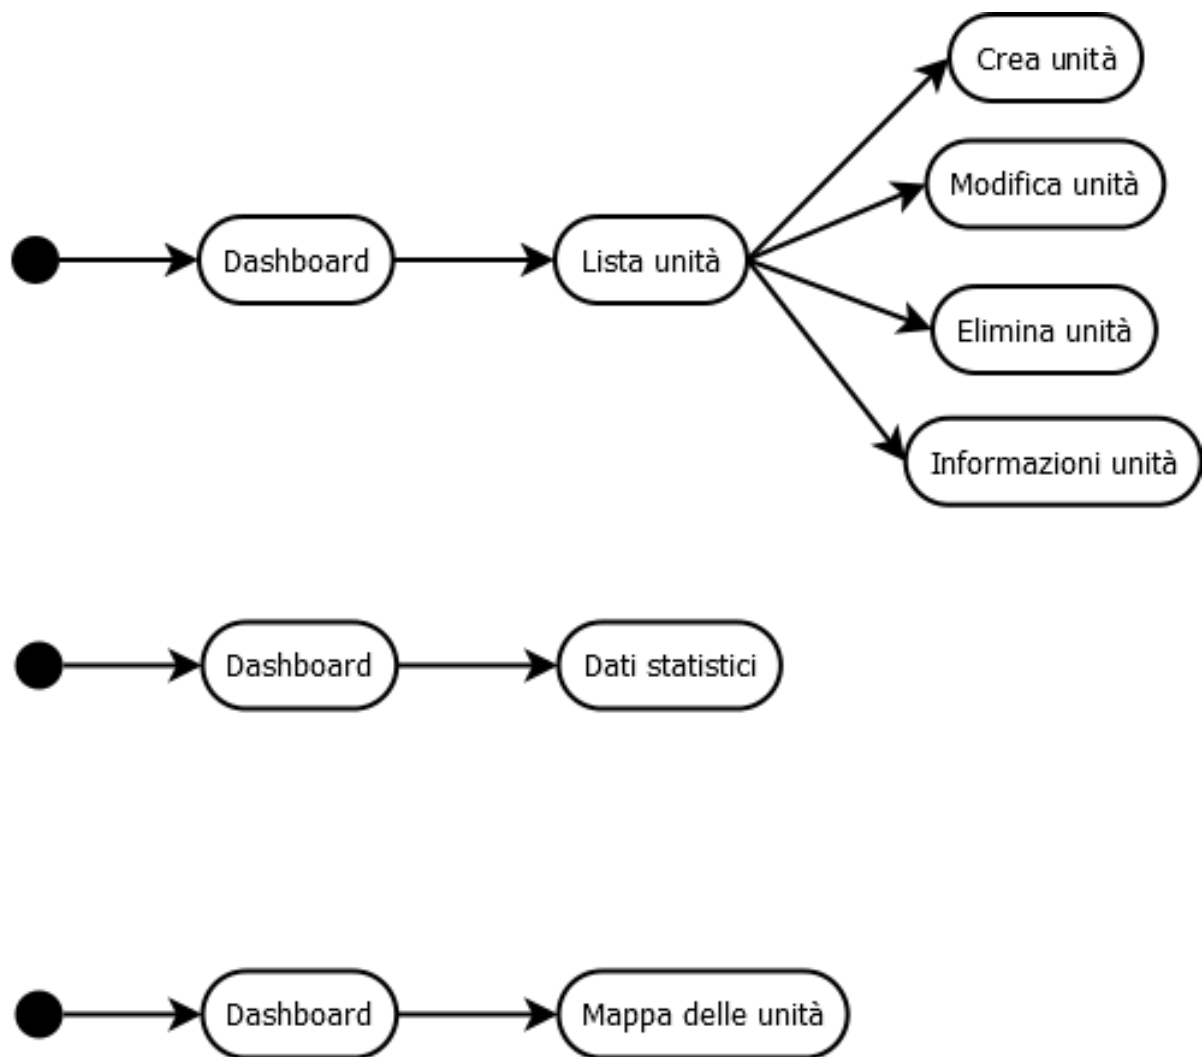 Crea unità
Modifica unità
Dashboard
Lista unità
Elimina unità
Informazioni unità
Dashboard
Dati statistici
Dashboard
Mappa delle unità